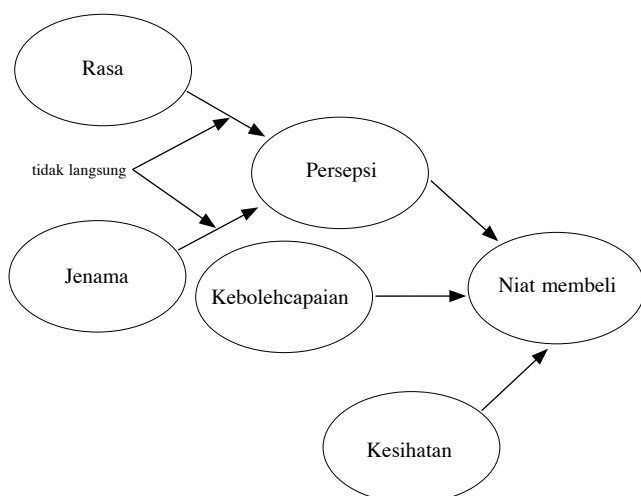 Rasa
Persepsi
tidak langsung
Jenama
Kebolehcapaian
Niat membeli
Kesihatan